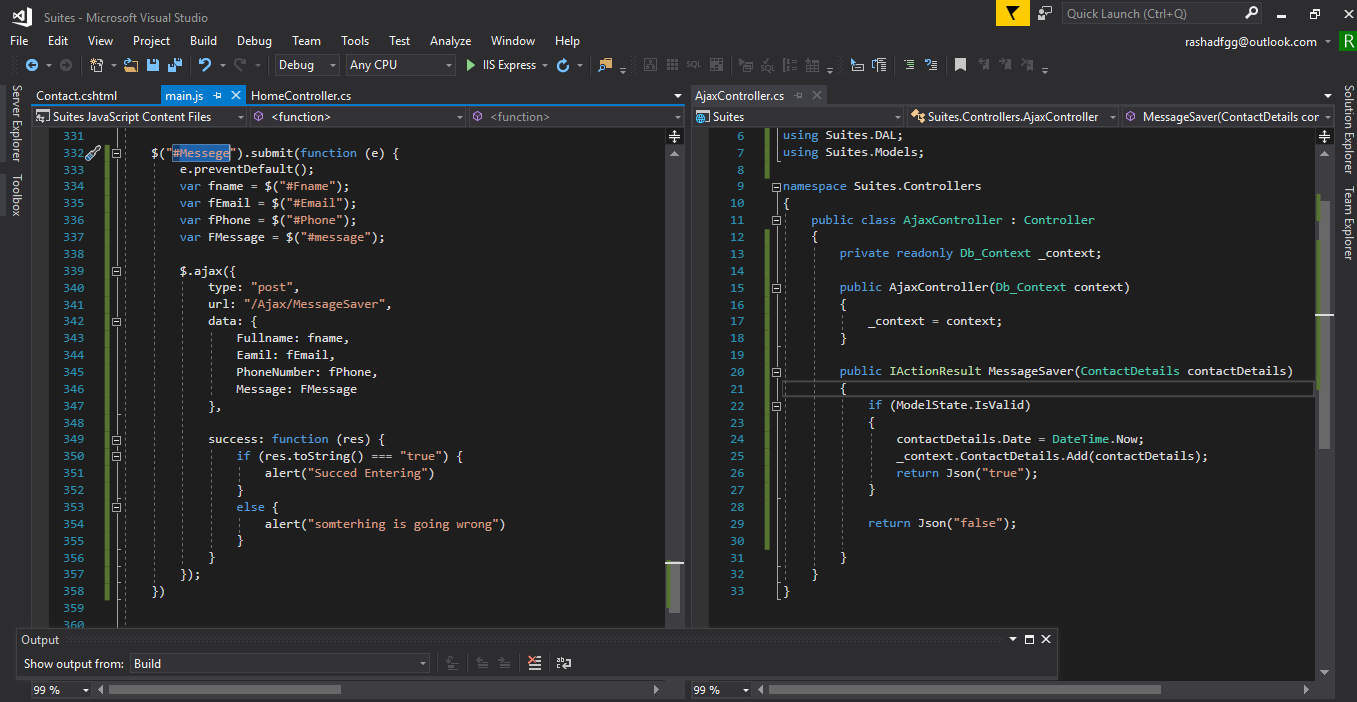 Suites - Microsoft Visual Studio
Quick Launch (Ctrl+Q)
File Edit View Project Build Debug Team Tools Test Analyze Window Help
rashadfgg@outlook.com R
Debug Any CPU IIS Express
Server Explorer
Toolbox
Contact.cshtml main.js HomeController.cs
Suites JavaScript Content Files <function> <function>
331
332 $("#Messege").submit(function (e) {
333 e.preventDefault();
334 var fname = $("#Fname");
335 var fEmail = $("#Email");
336 var fPhone = $("#Phone");
337 var FMessage = $("#message");
338
339 $.ajax({
340 type: "post",
341 url: "/Ajax/MessageSaver",
342 data: {
343 Fullname: fname,
344 Eamil: fEmail,
345 PhoneNumber: fPhone,
346 Message: FMessage
347 },
348
349 success: function (res) {
350 if (res.toString() === "true") {
351 alert("Succed Entering")
352 }
353 else {
354 alert("somterhing is going wrong")
355 }
356 }
357 });
358 })
359
360
99 %
AjaxController.cs
Suites Suites.Controllers.AjaxController MessageSaver(ContactDetails cor
6 using Suites.DAL;
7 using Suites.Models;
8
9 namespace Suites.Controllers
10 {
11 public class AjaxController : Controller
12 {
13 private readonly Db_Context _context;
14
15 public AjaxController(Db_Context context)
16 {
17 _context = context;
18 }
19
20 public IActionResult MessageSaver(ContactDetails contactDetails)
21 {
22 if (ModelState.IsValid)
23 {
24 contactDetails.Date = DateTime.Now;
25 _context.ContactDetails.Add(contactDetails);
26 return Json("true");
27 }
28
29 return Json("false");
30
31 }
32 }
33 }
99 %
Solution Explorer
Team Explorer
Output
Show output from: Build